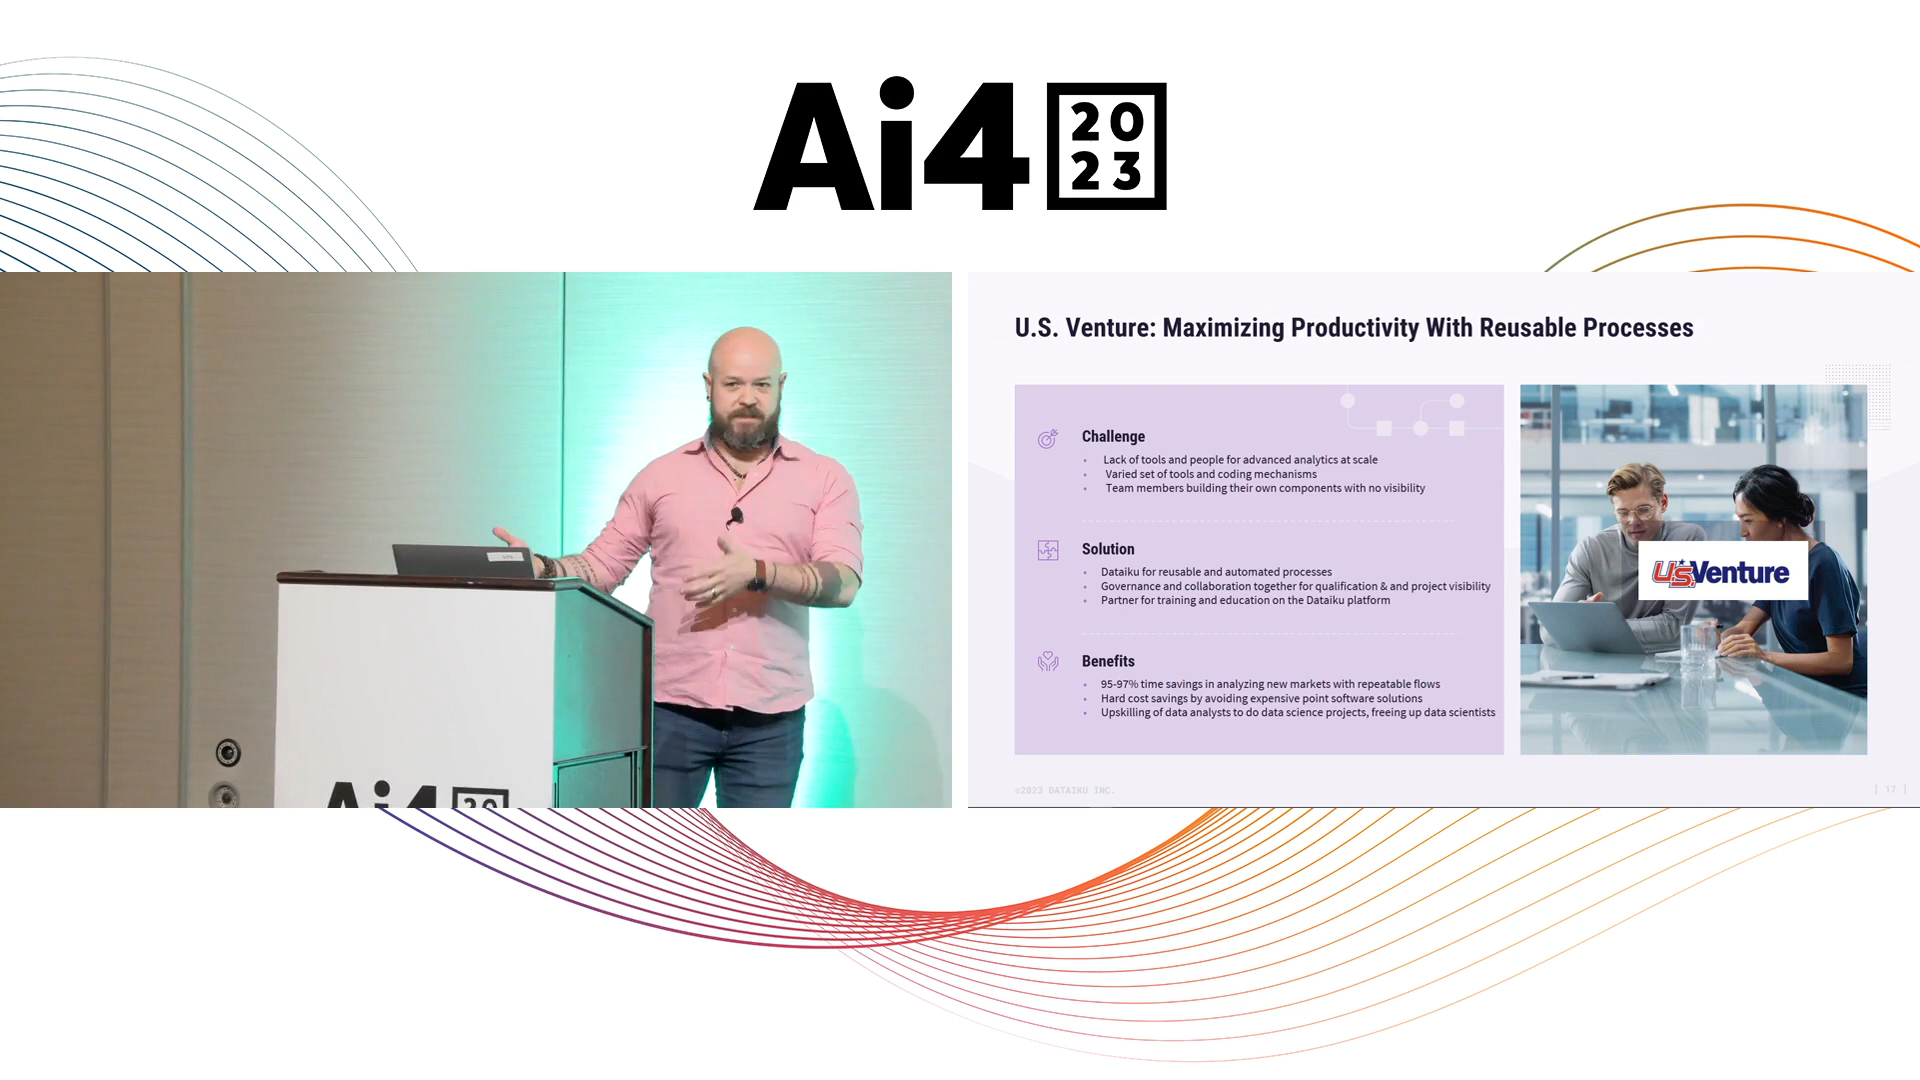 Ai4 20
23
U.S. Venture: Maximizing Productivity With Reusable Processes
Challenge
Lack of tools and people for advanced analytics at scale
Varied set of tools and coding mechanisms
Team members building their own components with no visibility
Solution
Dataiku for reusable and automated processes
Governance and collaboration together for qualification & and project visibility
Partner for training and education on the Dataiku platform
Benefits
95-97% time savings in analyzing new markets with repeatable flows
Hard cost savings by avoiding expensive point software solutions
Upskilling of data analysts to do data science projects, freeing up data scientists
U.S. Venture
©2023 DATAIKU INC.
[ 17 ]
Ai4 20